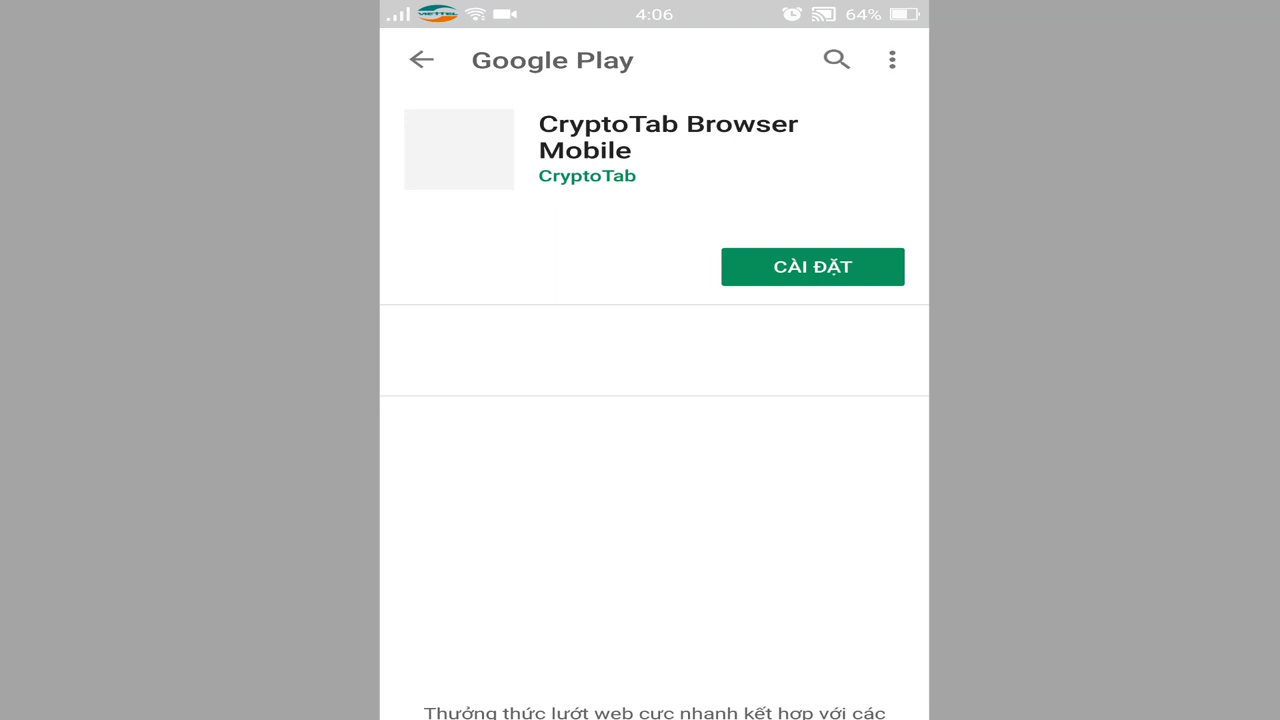 VIETTEL 4:06 64%
Google Play
CryptoTab Browser
Mobile
CryptoTab
CÀI ĐẶT
Thưởng thức lướt web cực nhanh kết hợp với các